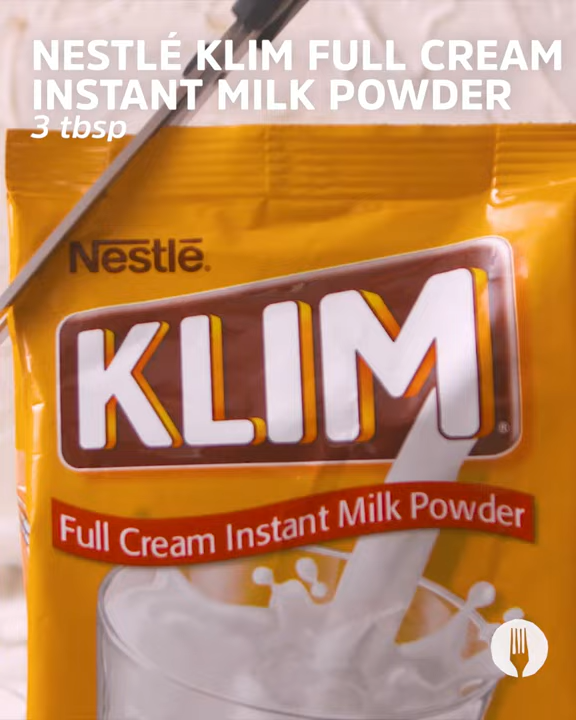 NESTLÉ KLIM FULL CREAM
INSTANT MILK POWDER
3 tbsp
Nestlé®
KLIM®
Full Cream Instant Milk Powder